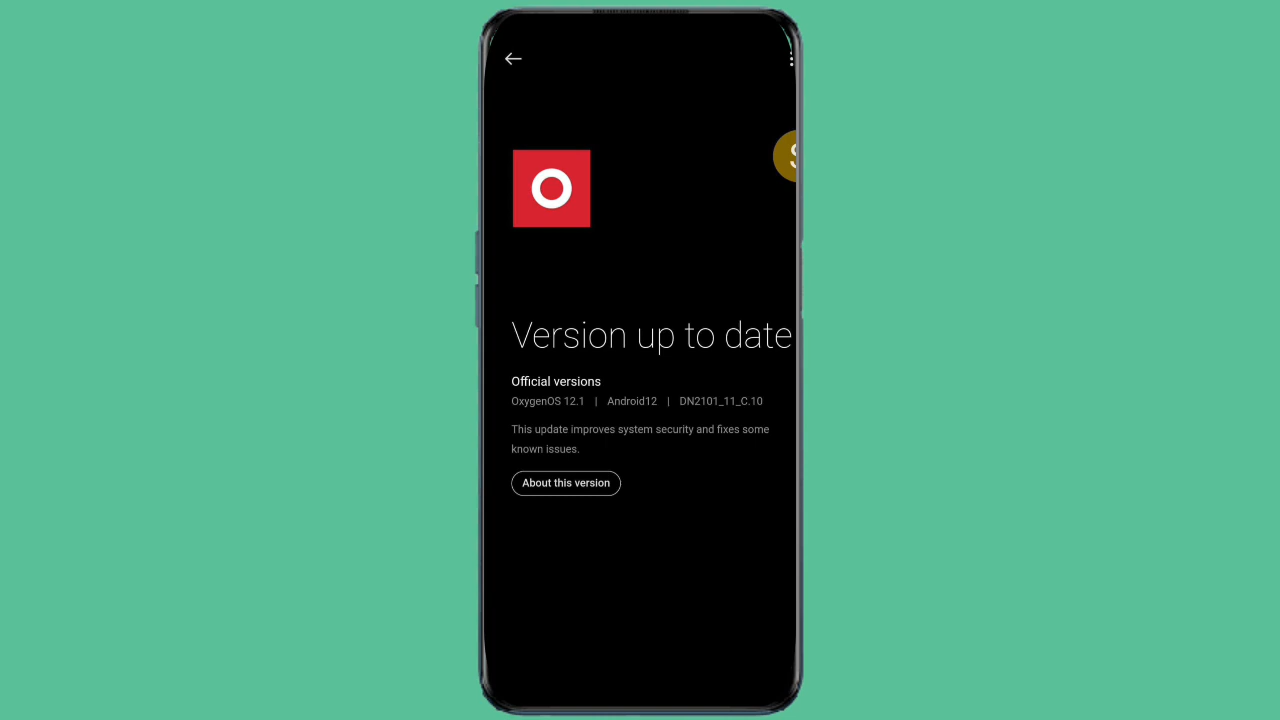 S
Version up to date
Official versions
OxygenOS 12.1 | Android12 | DN2101_11_C.10
This update improves system security and fixes some
known issues.
About this version